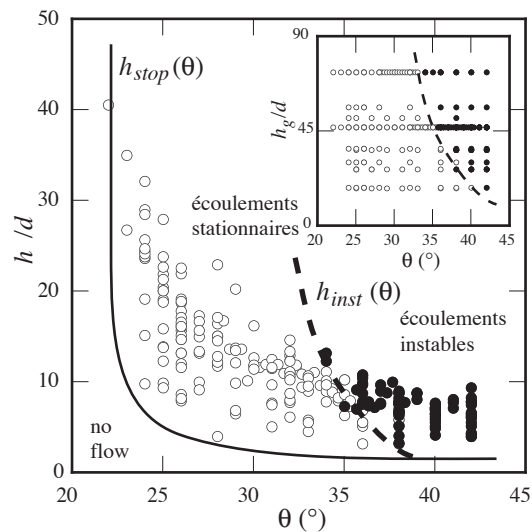 50
40
30
20
10
0
h /d
20
25
30
35
40
45
θ (°)
h_stop(θ)
écoulements
stationnaires
h_inst (θ)
écoulements
instables
no
flow
90
45
0
h_g/d
20
25
30
35
40
45
θ (°)